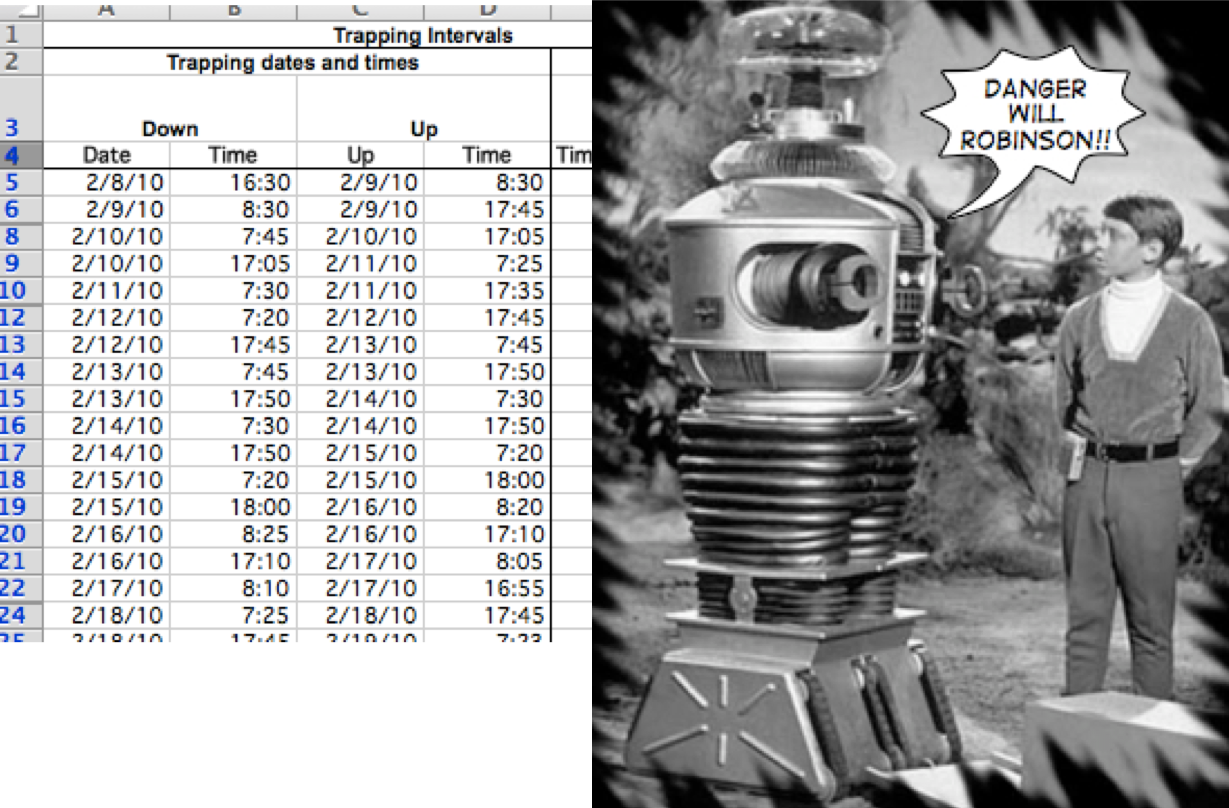 A B C D
1 Trapping Intervals
2 Trapping dates and times
3 Down Up
4 Date Time Up Time Tim
5 2/8/10 16:30 2/9/10 8:30
6 2/9/10 8:30 2/9/10 17:45
8 2/10/10 7:45 2/10/10 17:05
9 2/10/10 17:05 2/11/10 7:25
10 2/11/10 7:30 2/11/10 17:35
12 2/12/10 7:20 2/12/10 17:45
13 2/12/10 17:45 2/13/10 7:45
14 2/13/10 7:45 2/13/10 17:50
15 2/13/10 17:50 2/14/10 7:30
16 2/14/10 7:30 2/14/10 17:50
17 2/14/10 17:50 2/15/10 7:20
18 2/15/10 7:20 2/15/10 18:00
19 2/15/10 18:00 2/16/10 8:20
20 2/16/10 8:25 2/16/10 17:10
21 2/16/10 17:10 2/17/10 8:05
22 2/17/10 8:10 2/17/10 16:55
24 2/18/10 7:25 2/18/10 17:45
25 2/18/10 17:45 2/19/10
DANGER
WILL
ROBINSON!!